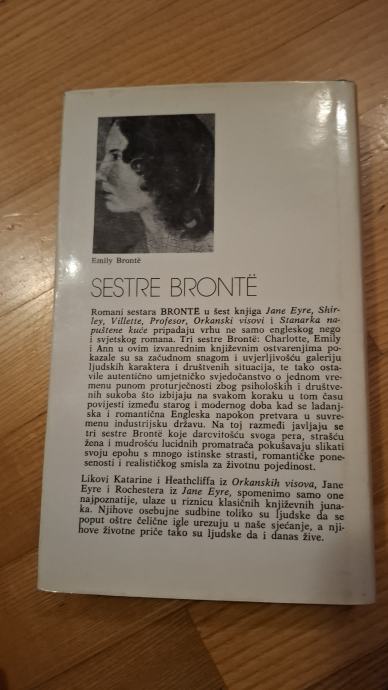 Emily Brontë
SESTRE BRONTË
Romani sestara BRONTË u šest knjiga Jane Eyre, Shir-
ley, Villette, Profesor, Orkanski visovi i Stanarka na-
puštene kuće pripadaju vrhu ne samo engleskog nego
i svjetskog romana. Tri sestre Brontë: Charlotte, Emily
i Ann u ovim izvanrednim književnim ostvarenjima po-
kazale su sa začudnom snagom i uvjerljivošću galeriju
ljudskih karaktera i društvenih situacija, te tako osta-
vile autentično umjetničko svjedočanstvo o jednom vre-
menu punom proturječnosti zbog psiholoških i društve-
nih sukoba što izbijaju na svakom koraku u tom času
povijesti između starog i modernog doba kad se ladanj-
ska i romantična Engleska napokon pretvara u suvre-
menu industrijsku državu. Na toj razmeđi javljaju se
tri sestre Brontë koje darovitošću svoga pera, strašću
žena i mudrošću lucidnih promatrača pokušavaju slikati
svoju epohu s mnogo istinske strasti, romantičke pone-
senosti i realističkog smisla za životnu pojedinost.
Likovi Katarine i Heathcliffa iz Orkanskih visova, Jane
Eyre i Rochestera iz Jane Eyre, spomenimo samo one
najpoznatije, ulaze u riznicu klasičnih književnih juna-
ka. Njihove osebujne sudbine toliko su ljudske da se
poput oštre čelične igle urezuju u naše sjećanje, a nji-
hove životne priče tako su ljudske da i danas žive.